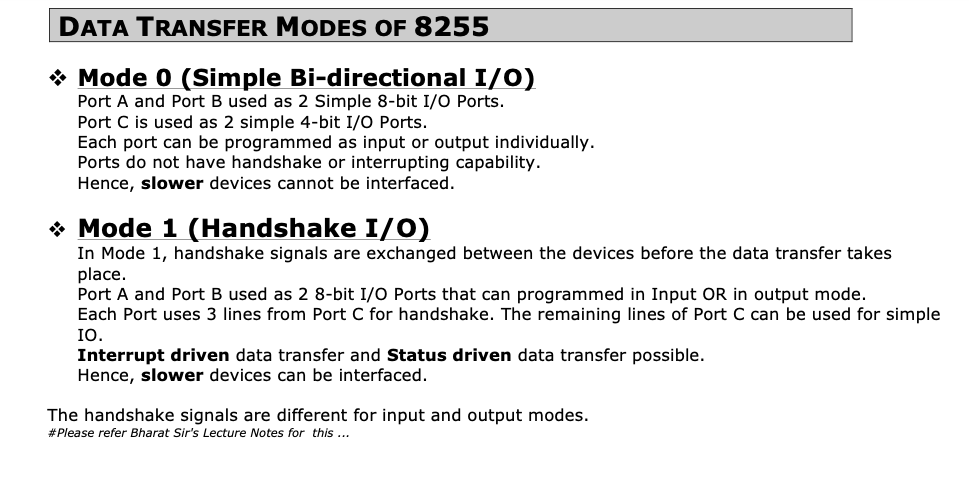 DATA TRANSFER MODES OF 8255
❖ Mode 0 (Simple Bi-directional I/O)
Port A and Port B used as 2 Simple 8-bit I/O Ports.
Port C is used as 2 simple 4-bit I/O Ports.
Each port can be programmed as input or output individually.
Ports do not have handshake or interrupting capability.
Hence, slower devices cannot be interfaced.
❖ Mode 1 (Handshake I/O)
In Mode 1, handshake signals are exchanged between the devices before the data transfer takes
place.
Port A and Port B used as 2 8-bit I/O Ports that can programmed in Input OR in output mode.
Each Port uses 3 lines from Port C for handshake. The remaining lines of Port C can be used for simple
IO.
Interrupt driven data transfer and Status driven data transfer possible.
Hence, slower devices can be interfaced.
The handshake signals are different for input and output modes.
#Please refer Bharat Sir's Lecture Notes for  this ...